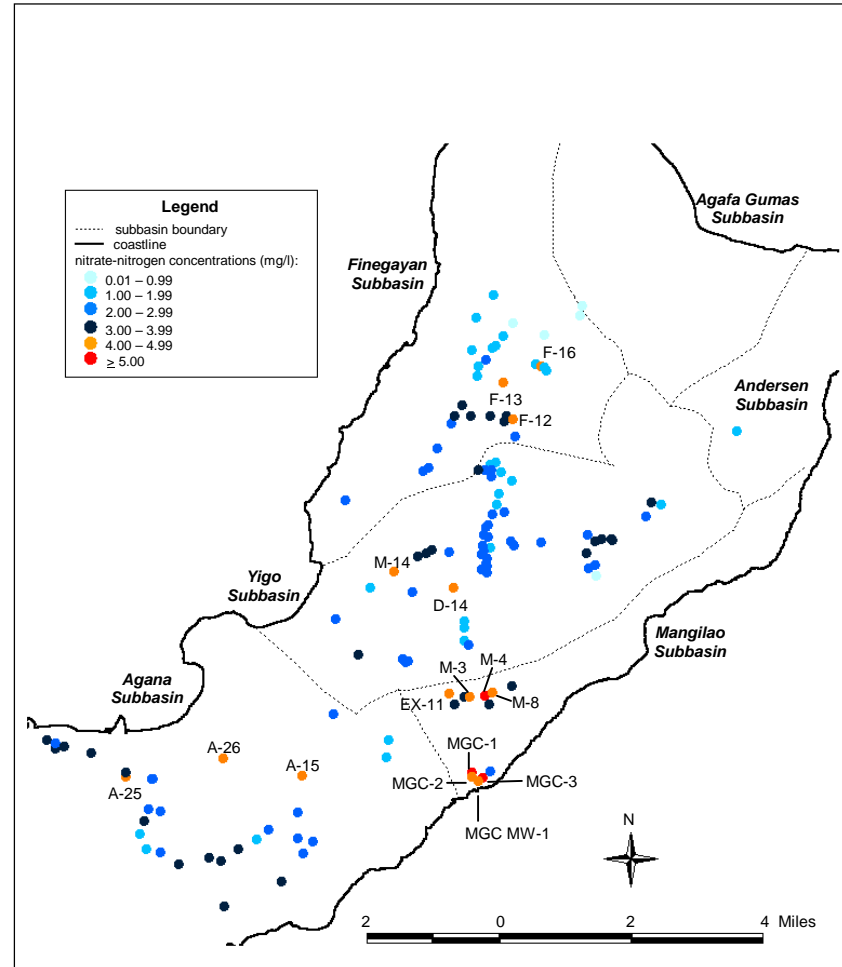 Agafa Gumas
Subbasin
Legend
subbasin boundary
coastline
nitrate-nitrogen concentrations (mg/l):
0.01 – 0.99
1.00 – 1.99
2.00 – 2.99
3.00 – 3.99
4.00 – 4.99
≥ 5.00
Finegayan
Subbasin
F-16
F-13
F-12
Andersen
Subbasin
M-14
D-14
Yigo
Subbasin
Mangilao
Subbasin
Agana
Subbasin
M-3
M-4
EX-11
M-8
A-26
A-15
A-25
MGC-1
MGC-2
MGC-3
MGC MW-1
N
2 0 2 4 Miles